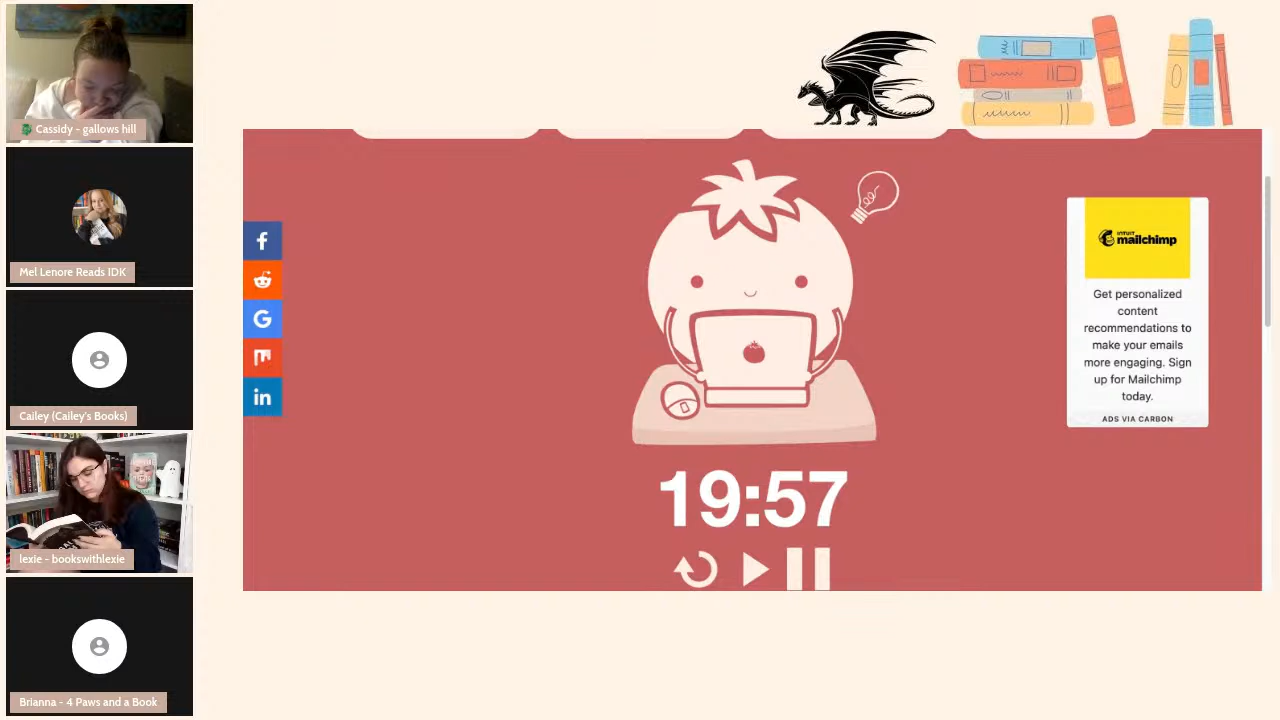 Cassidy - gallows hill
Mel Lenore Reads IDK
Cailey (Cailey's Books)
lexie - bookswithlexie
Brianna - 4 Paws and a Book
19:57
INTUIT
mailchimp
Get personalized
content
recommendations to
make your emails
more engaging. Sign
up for Mailchimp
today.
ADS VIA CARBON